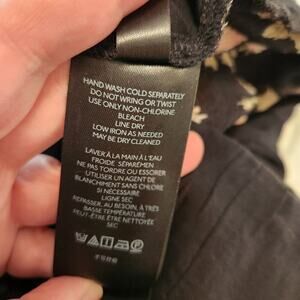 HAND WASH COLD SEPARATELY
DO NOT WRING OR TWIST
USE ONLY NON-CHLORINE
BLEACH
LINE DRY
LOW IRON AS NEEDED
MAY BE DRY CLEANED
LAVER À LA MAIN À L'EAU
FROIDE SÉPARÉMEN
NE PAS TORDRE OU ESSORER
UTILISER UN AGENT DE
BLANCHIMENT SANS CHLORE
SI NÉCESSAIRE
LIGNE SEC
REPASSER, AU BESOIN, À TRÈS
BASSE TEMPÉRATURE
PEUT-ÊTRE ÊTRE NETTOYÉE
SEC